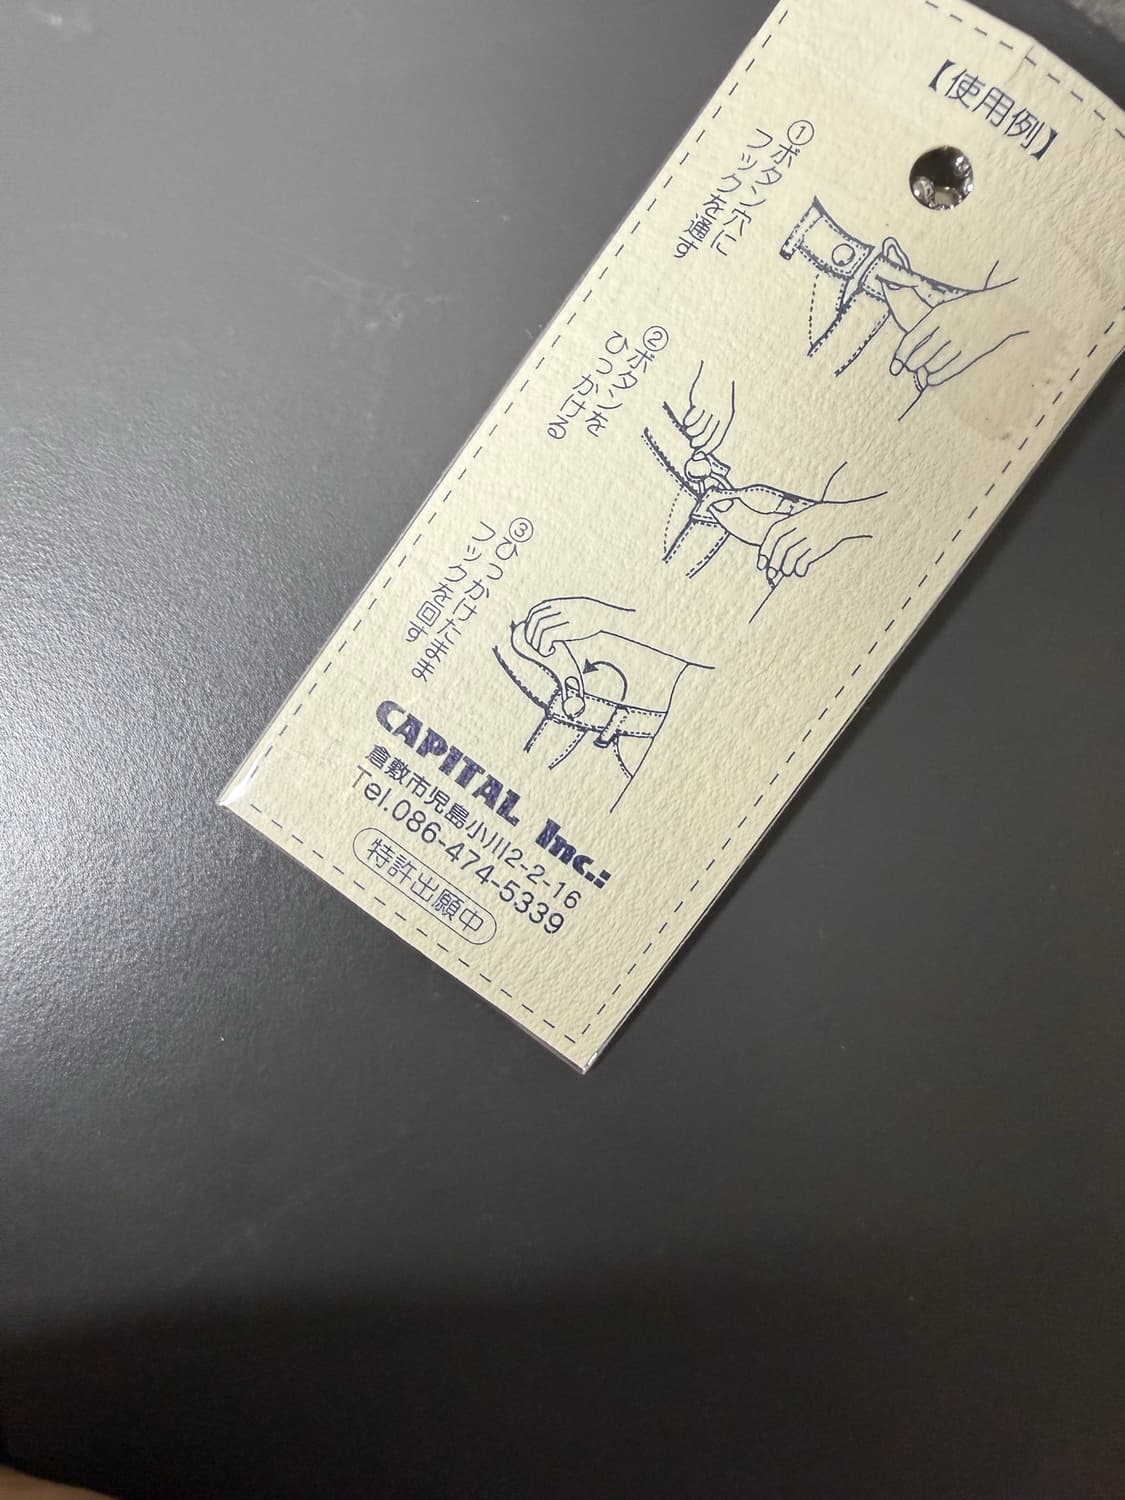 【使用例】
①ボタン穴に
フックを通す
②ボタンを
ひっかける
③ひっかけたまま
フックを回す
CAPITAL Inc.:
倉敷市児島小川2-2-16
Tel.086-474-5339
特許出願中